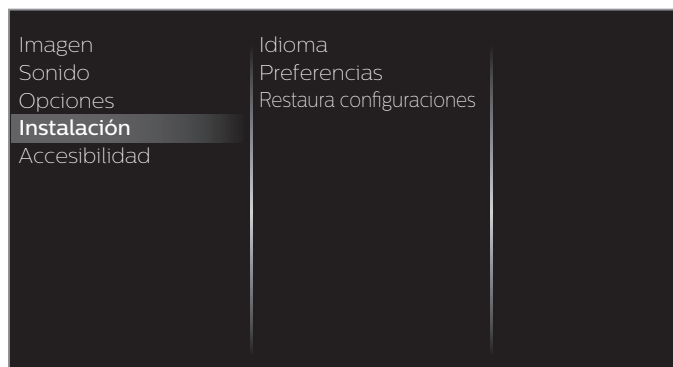 Imagen
Sonido
Opciones
Instalación
Accesibilidad
Idioma
Preferencias
Restaura configuraciones